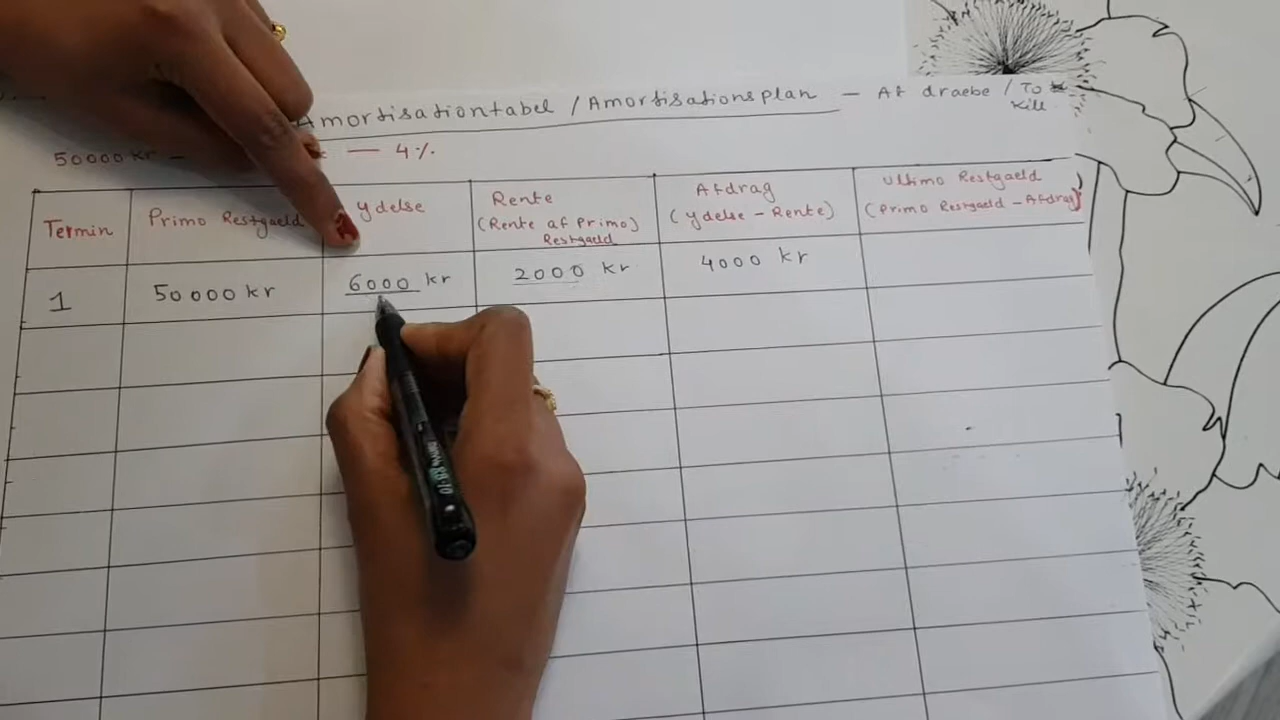 Amortisationtabel / Amortisationsplan — At draebe / To
kill
50000 kr — 4%
Termin
Primo Restgaeld
Ydelse
Rente
(Rente af Primo)
Restgaeld
Afdrag
(Ydelse - Rente)
Ultimo Restgaeld
(Primo Restgaeld - Afdrag)
1
50000 kr
6000 kr
2000 kr
4000 kr